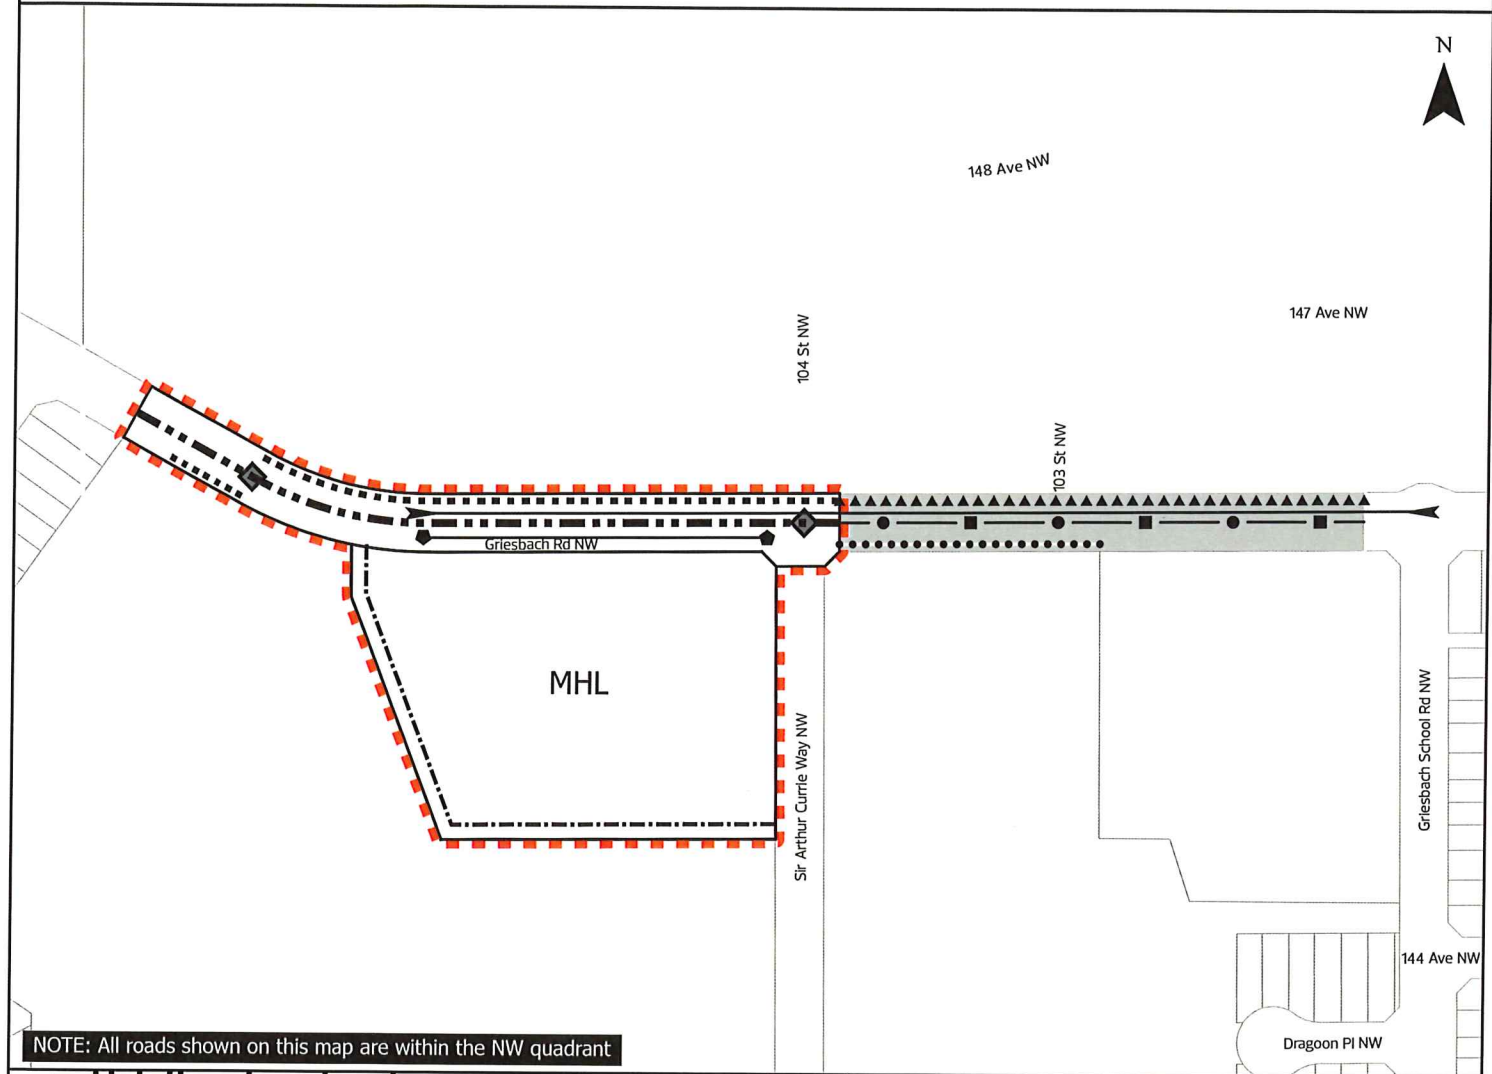 N
148 Ave NW
147 Ave NW
104 St NW
103 St NW
Griesbach Rd NW
MHL
Sir Arthur Currie Way NW
Griesbach School Rd NW
144 Ave NW
Dragoon Pl NW
NOTE: All roads shown on this map are within the NW quadrant